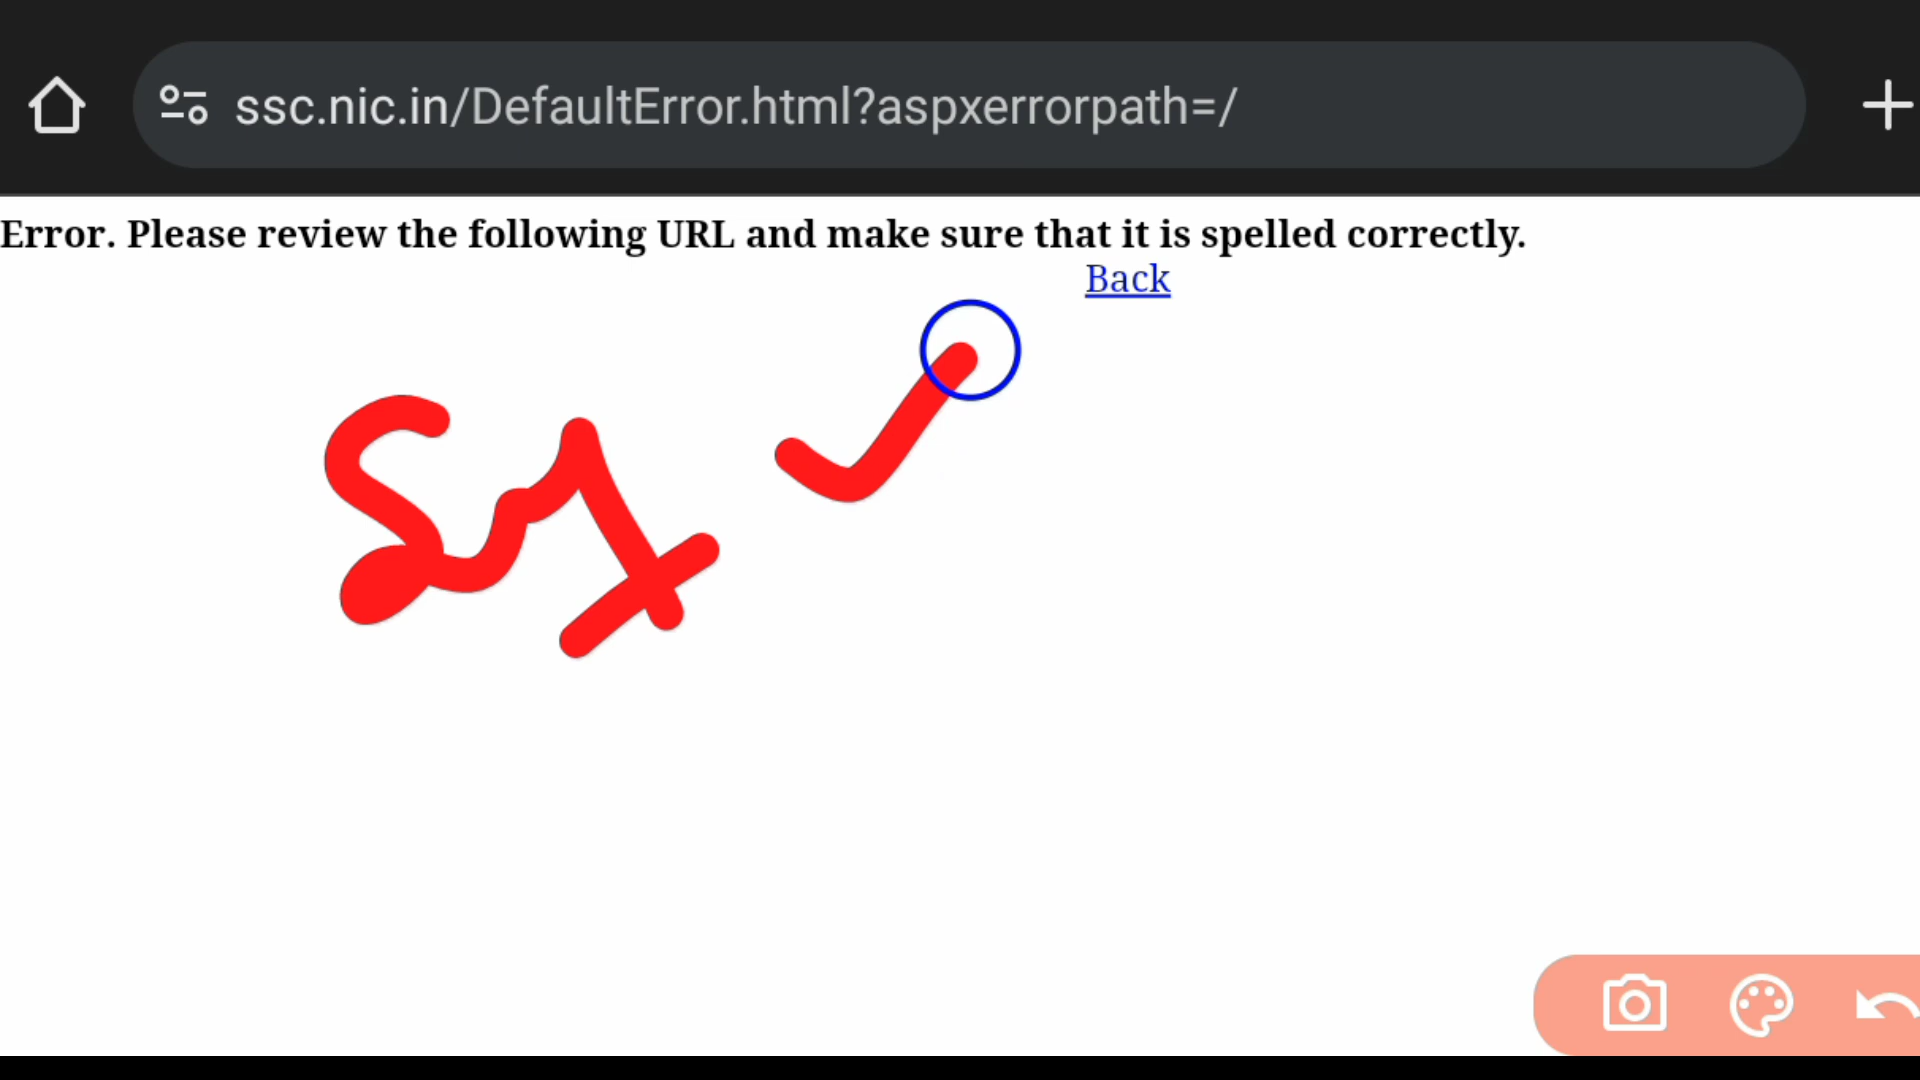 ssc.nic.in/DefaultError.html?aspxerrorpath=/
Error. Please review the following URL and make sure that it is spelled correctly.
Back